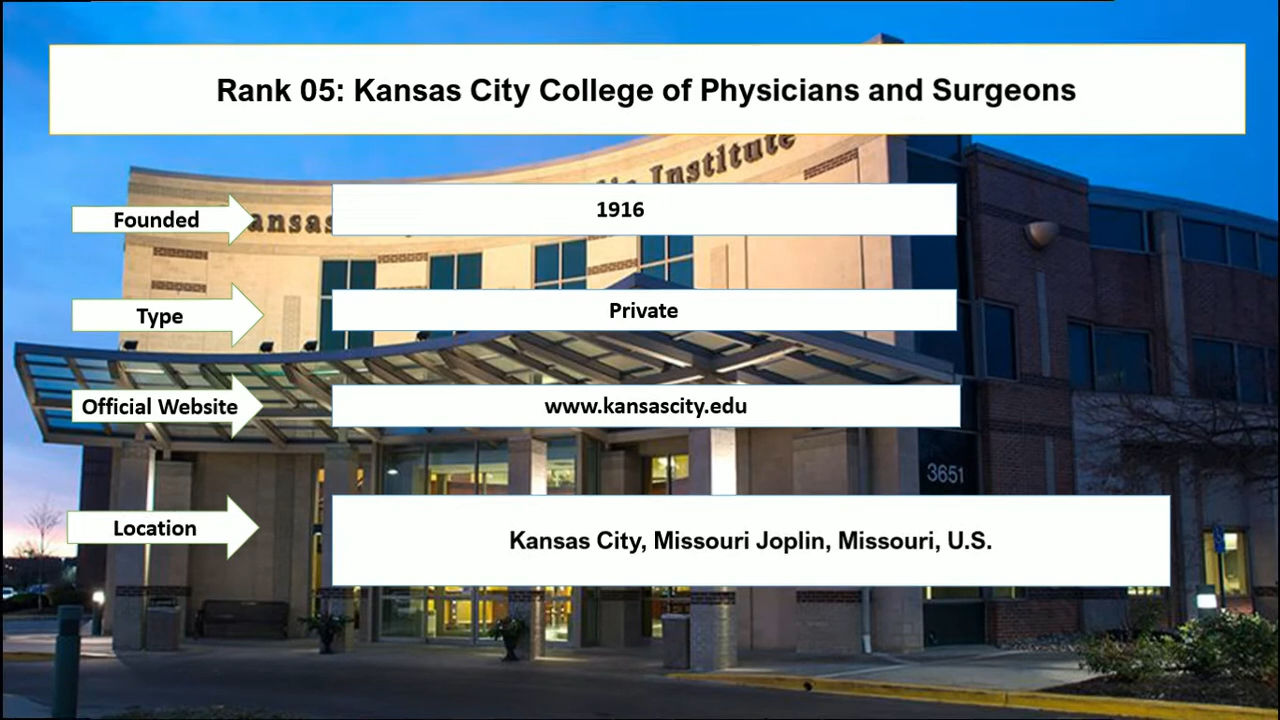 Rank 05: Kansas City College of Physicians and Surgeons
Institute
Founded
1916
Type
Private
Official Website
www.kansascity.edu
3651
Location
Kansas City, Missouri Joplin, Missouri, U.S.